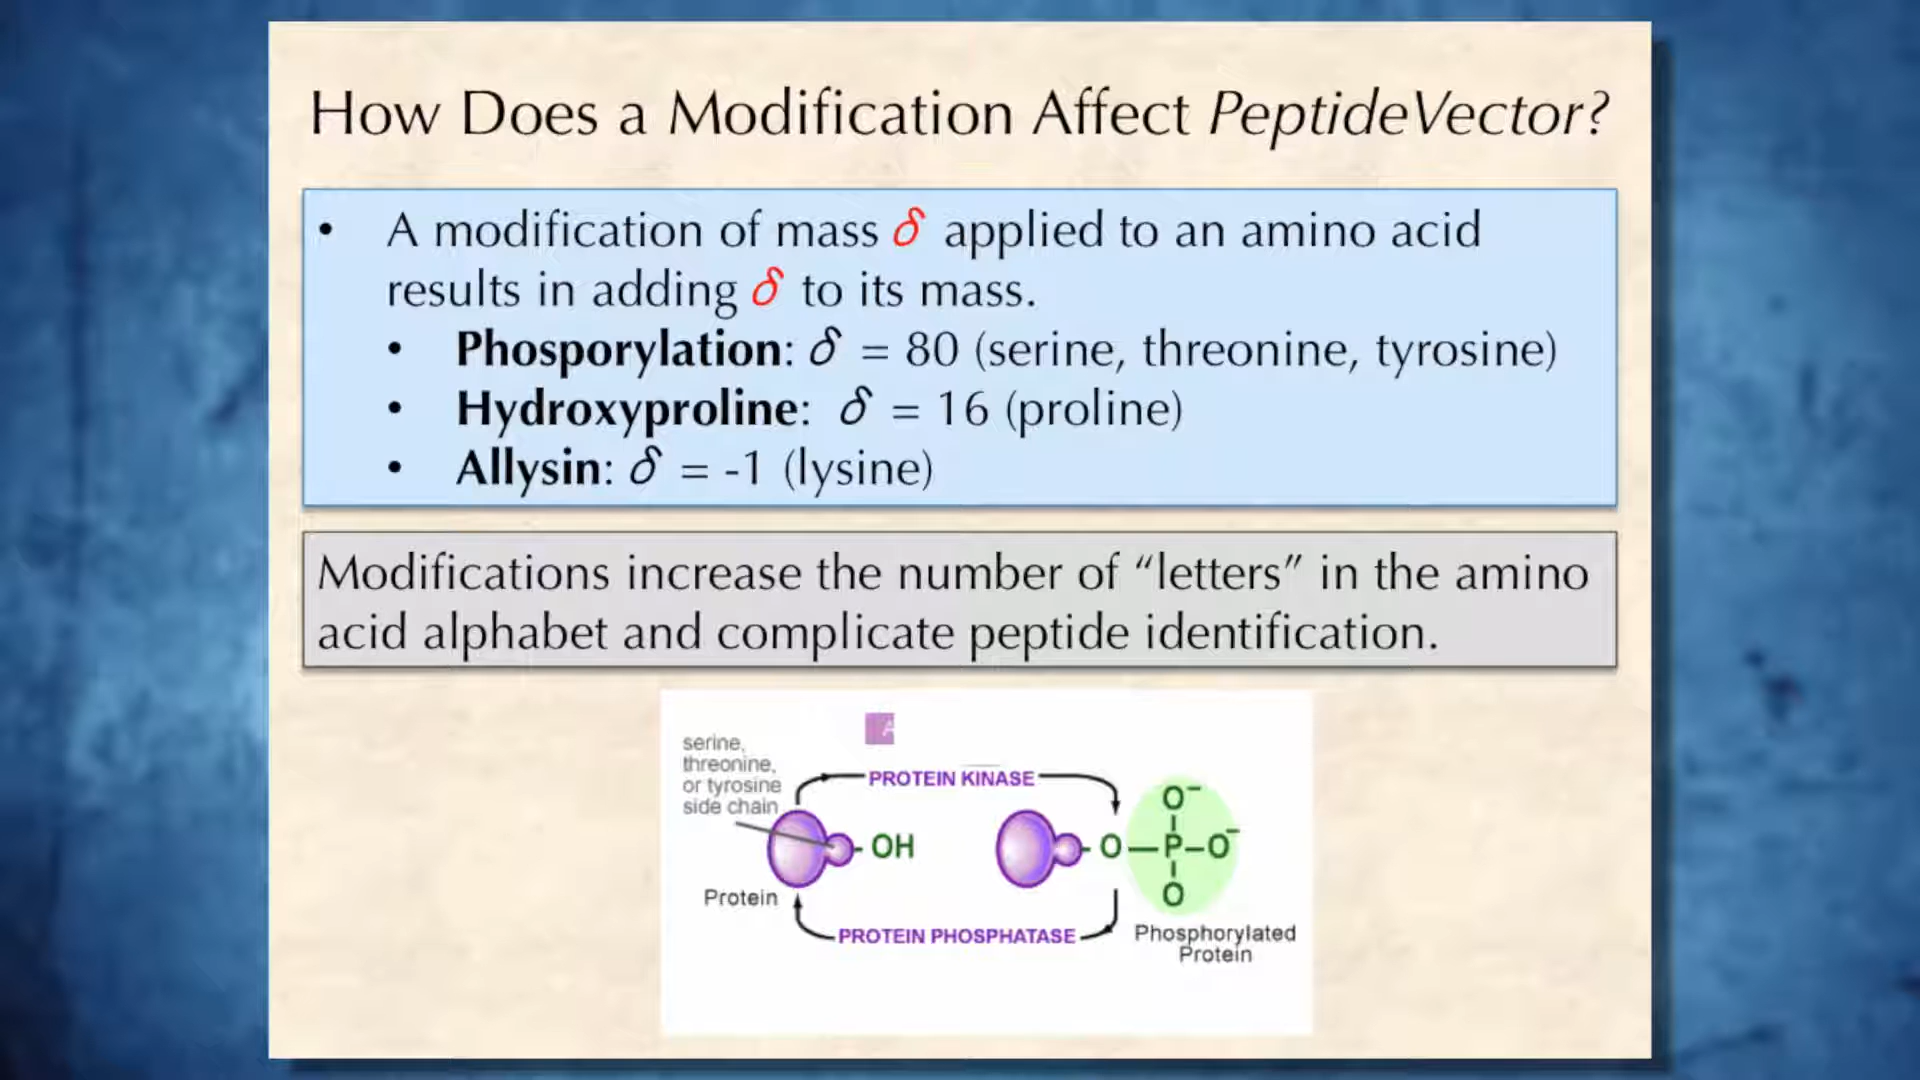 How Does a Modification Affect PeptideVector?
• A modification of mass δ applied to an amino acid
results in adding δ to its mass.
• Phosporylation: δ = 80 (serine, threonine, tyrosine)
• Hydroxyproline: δ = 16 (proline)
• Allysin: δ = -1 (lysine)
Modifications increase the number of “letters” in the amino
acid alphabet and complicate peptide identification.
A
serine,
threonine,
or tyrosine
side chain
PROTEIN KINASE
OH
O–P–O⁻
O⁻
O
Protein
PROTEIN PHOSPHATASE
Phosphorylated
Protein